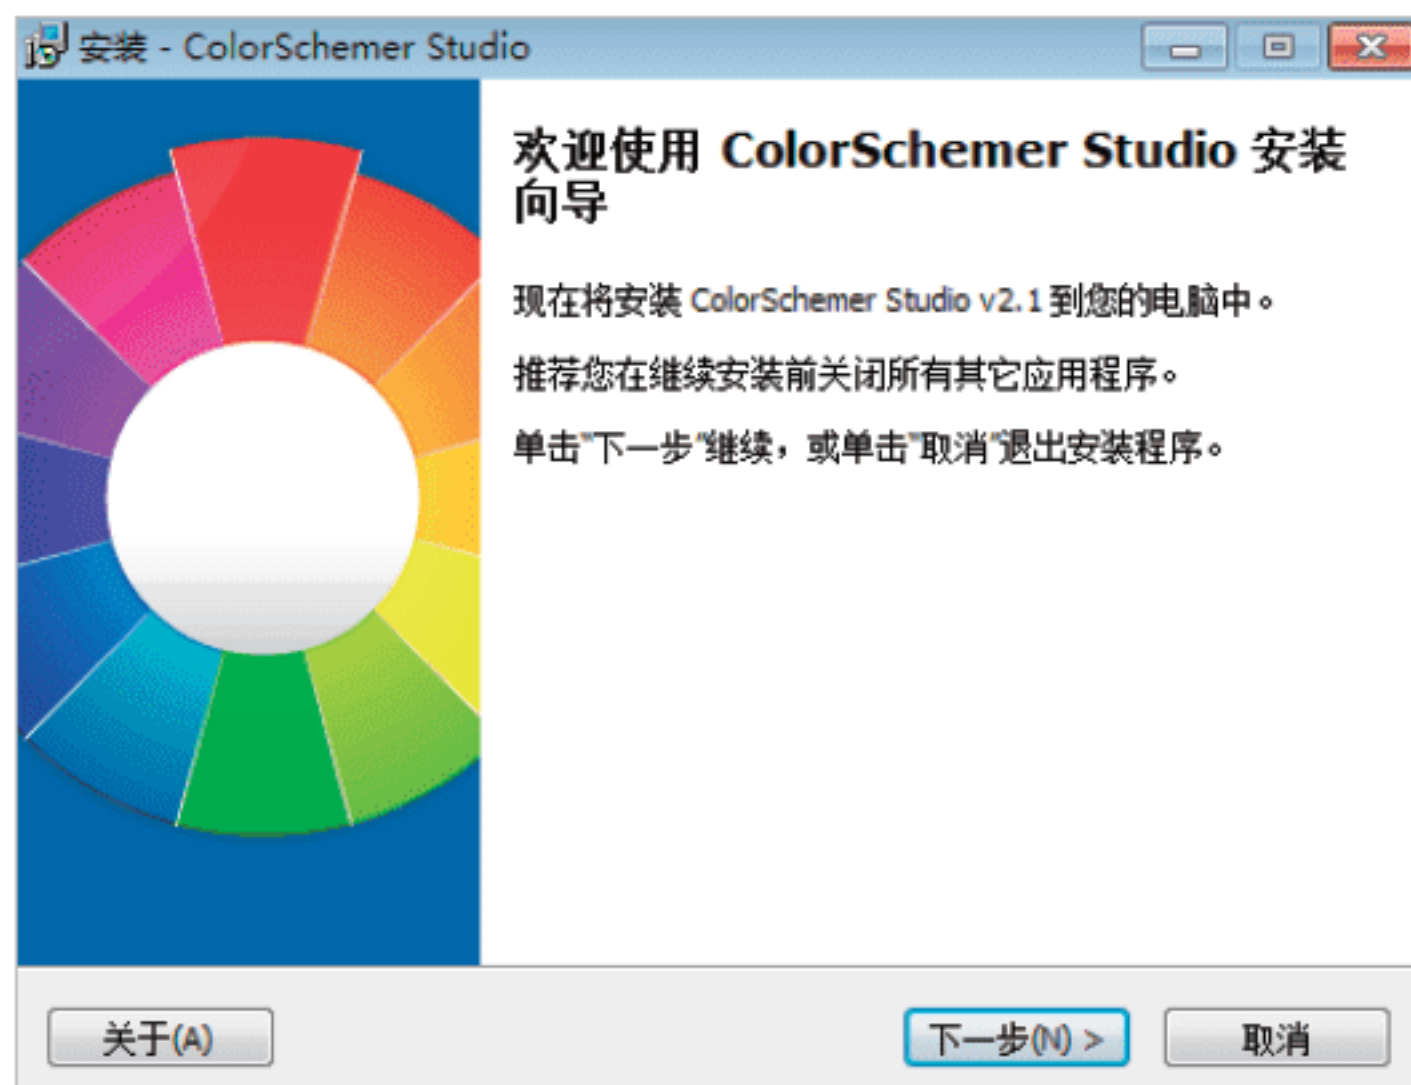 安装 - ColorSchemer Studio
欢迎使用 ColorSchemer Studio 安装
向导
现在将安装 ColorSchemer Studio v2.1 到您的电脑中。
推荐您在继续安装前关闭所有其它应用程序。
单击"下一步"继续，或单击"取消"退出安装程序。
关于(A) 下一步(N) > 取消